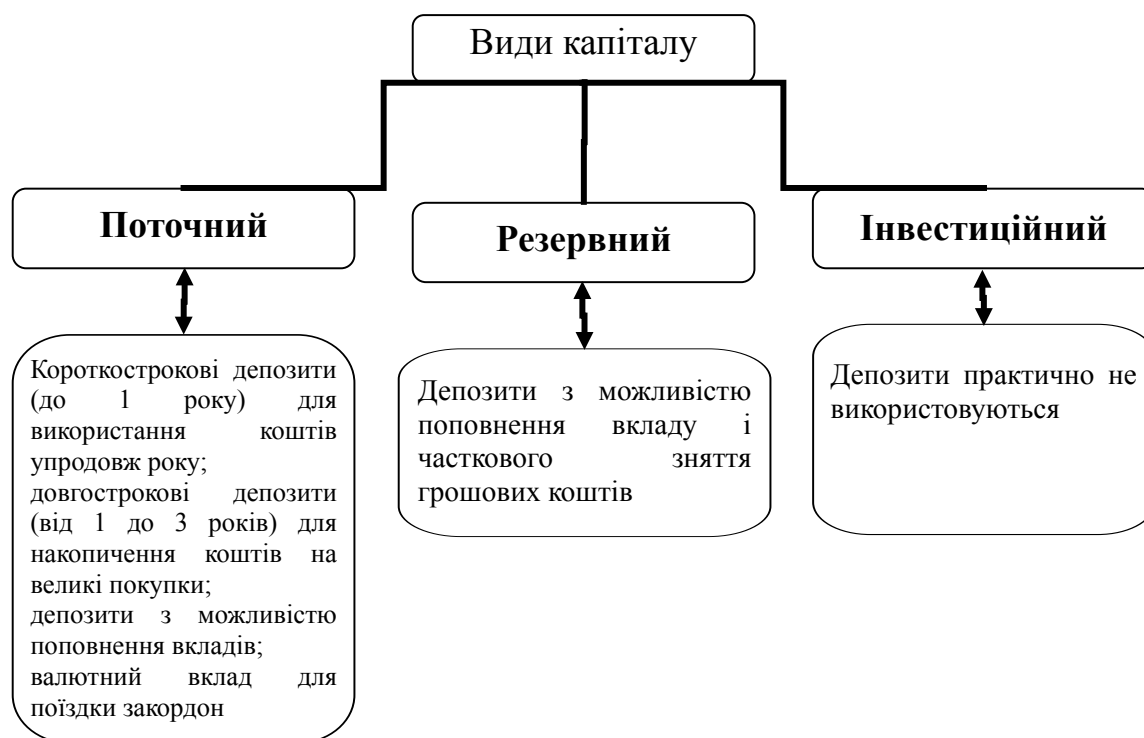 Види капіталу
Поточний
Резервний
Інвестиційний
Короткострокові депозити
(до 1 року) для
використання коштів
упродовж року;
довгострокові депозити
(від 1 до 3 років) для
накопичення коштів на
великі покупки;
депозити з можливістю
поповнення вкладів;
валютний вклад для
поїздки закордон
Депозити з можливістю
поповнення вкладу і
часткового зняття
грошових коштів
Депозити практично не
використовуються